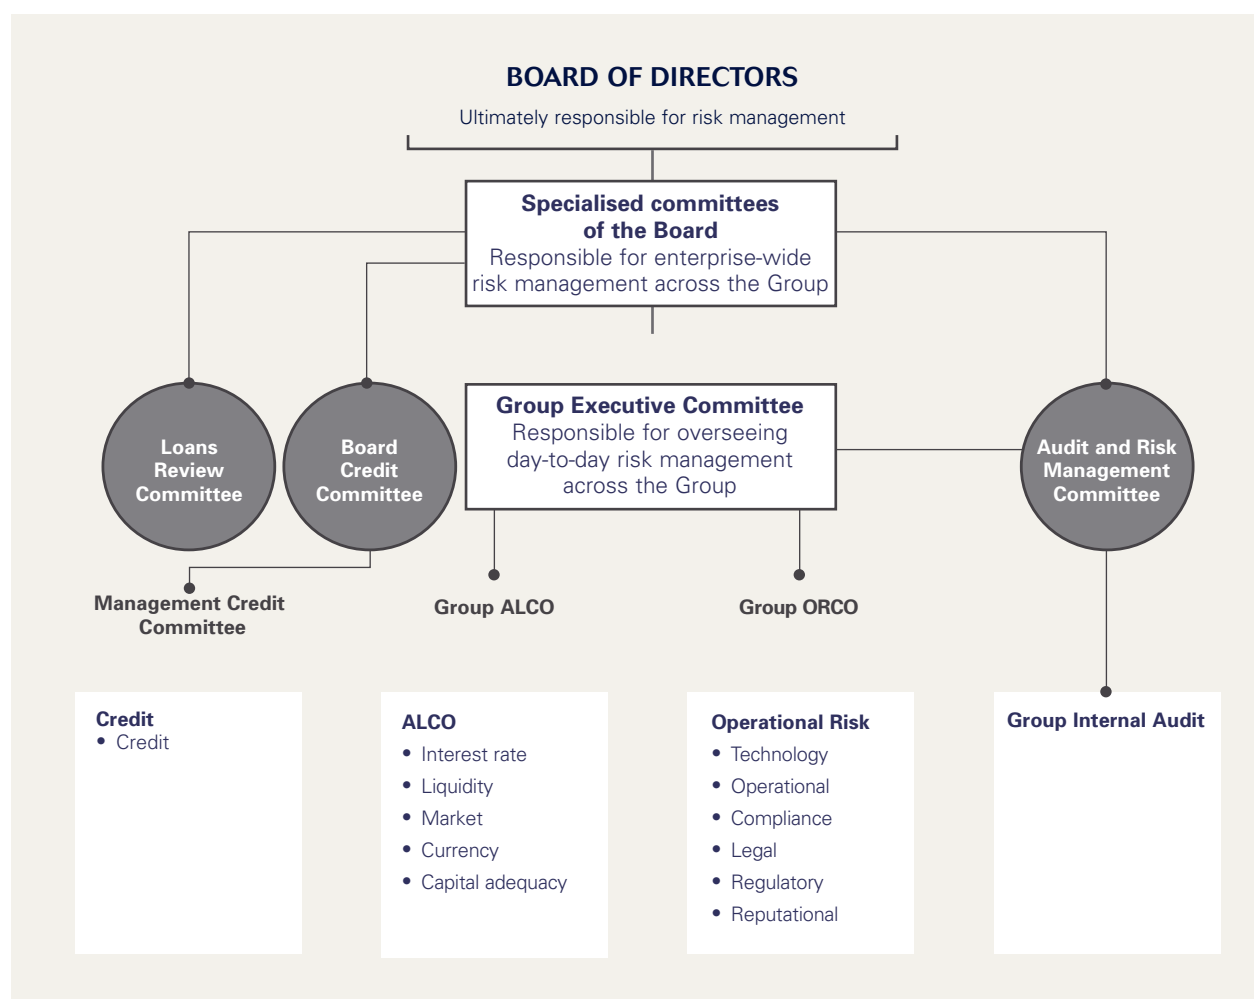 BOARD OF DIRECTORS
Ultimately responsible for risk management
Specialised committees
of the Board
Responsible for enterprise-wide
risk management across the Group
Loans
Review
Committee
Board
Credit
Committee
Group Executive Committee
Responsible for overseeing
day-to-day risk management
across the Group
Audit and Risk
Management
Committee
Management Credit
Committee
Group ALCO
Group ORCO
Credit
• Credit
ALCO
• Interest rate
• Liquidity
• Market
• Currency
• Capital adequacy
Operational Risk
• Technology
• Operational
• Compliance
• Legal
• Regulatory
• Reputational
Group Internal Audit